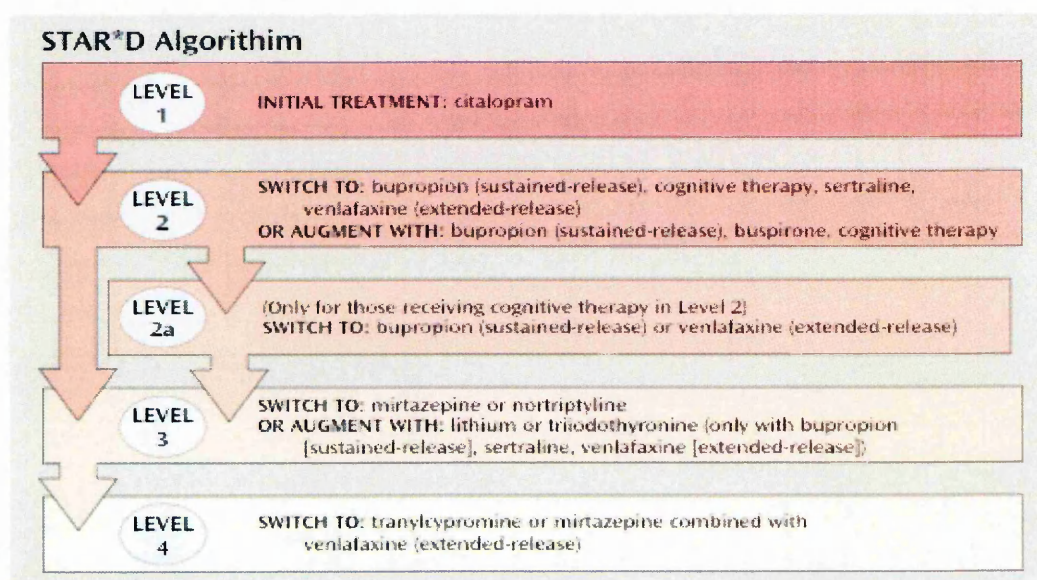 STAR*D Algorithim
LEVEL
1
INITIAL TREATMENT: citalopram
LEVEL
2
SWITCH TO: bupropion (sustained-release), cognitive therapy, sertraline,
venlafaxine (extended-release)
OR AUGMENT WITH: bupropion (sustained-release), buspirone, cognitive therapy
LEVEL
2a
(Only for those receiving cognitive therapy in Level 2)
SWITCH TO: bupropion (sustained-release) or venlafaxine (extended-release)
LEVEL
3
SWITCH TO: mirtazepine or nortriptyline
OR AUGMENT WITH: lithium or triiodothyronine (only with bupropion
[sustained-release], sertraline, venlafaxine [extended-release])
LEVEL
4
SWITCH TO: tranylcypromine or mirtazepine combined with
venlafaxine (extended-release)